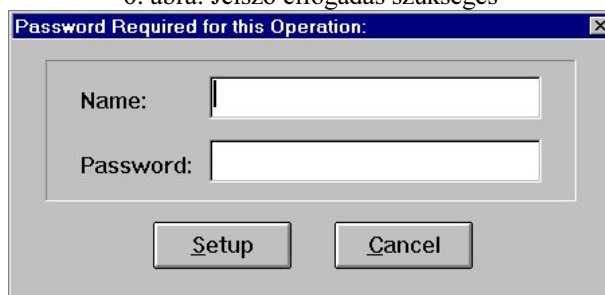 6. ábra: Jelszó elfogadás szükséges
Password Required for this Operation:
Name:
Password:
Setup
Cancel